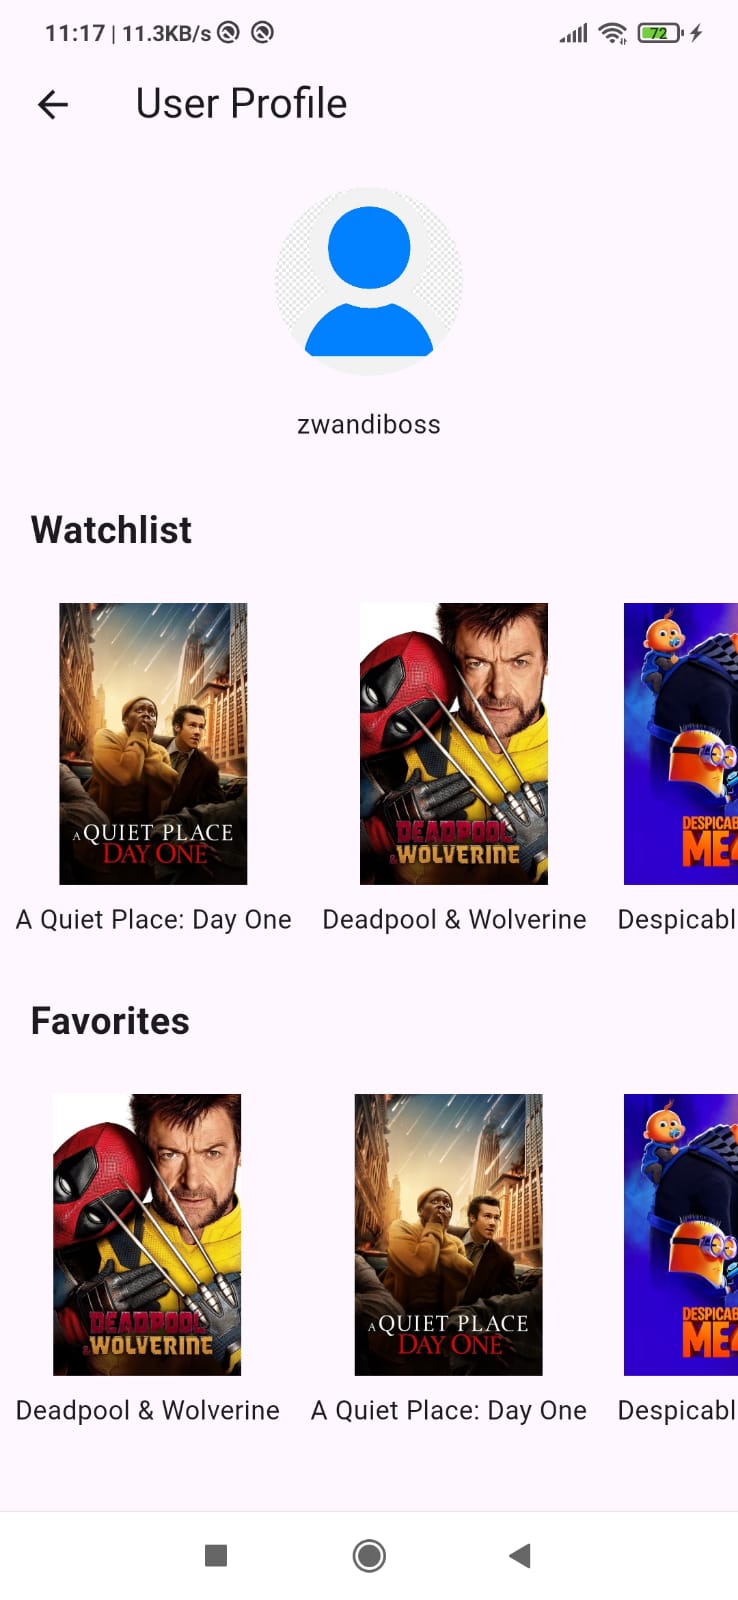 11:17 | 11.3KB/s
72
User Profile
zwandiboss
Watchlist
A QUIET PLACE
DAY ONE
DEADPOOL
& WOLVERINE
DESPICAB
ME4
A Quiet Place: Day One
Deadpool & Wolverine
Despicabl
Favorites
DEADPOOL
& WOLVERINE
A QUIET PLACE
DAY ONE
DESPICAB
ME4
Deadpool & Wolverine
A Quiet Place: Day One
Despicabl